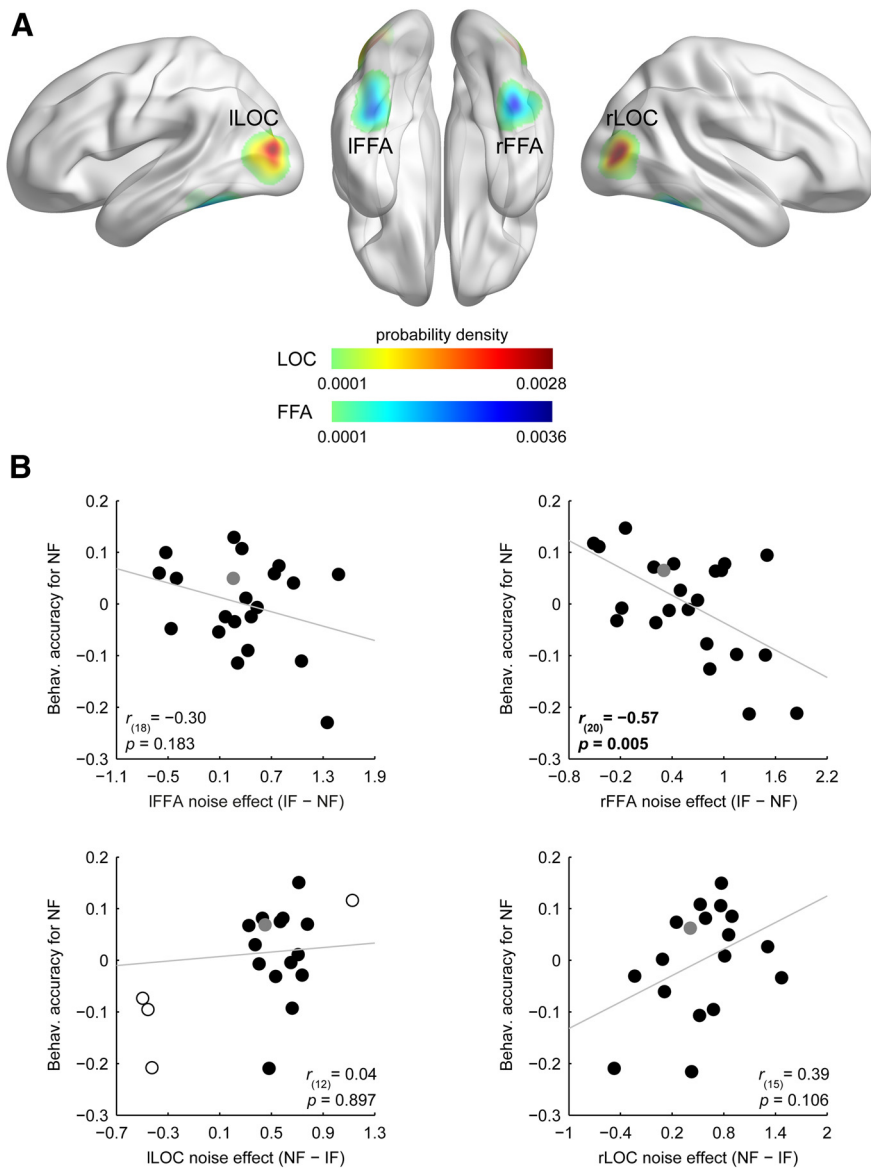 A
lLOC
lFFA
rFFA
rLOC
probability density
LOC
0.0001
0.0028
FFA
0.0001
0.0036
B
Behav. accuracy for NF
0.2
0.1
0
−0.1
−0.2
−0.3
r(18)= −0.30
p = 0.183
−1.1 −0.5 0.1 0.7 1.3 1.9
lFFA noise effect (IF − NF)
Behav. accuracy for NF
0.2
0.1
0
−0.1
−0.2
−0.3
r(20)= −0.57
p = 0.005
−0.8 −0.2 0.4 1 1.6 2.2
rFFA noise effect (IF − NF)
Behav. accuracy for NF
0.2
0.1
0
−0.1
−0.2
−0.3
r(12)= 0.04
p = 0.897
−0.7 −0.3 0.1 0.5 0.9 1.3
lLOC noise effect (NF − IF)
Behav. accuracy for NF
0.2
0.1
0
−0.1
−0.2
−0.3
r(15)= 0.39
p = 0.106
−1 −0.4 0.2 0.8 1.4 2
rLOC noise effect (NF − IF)